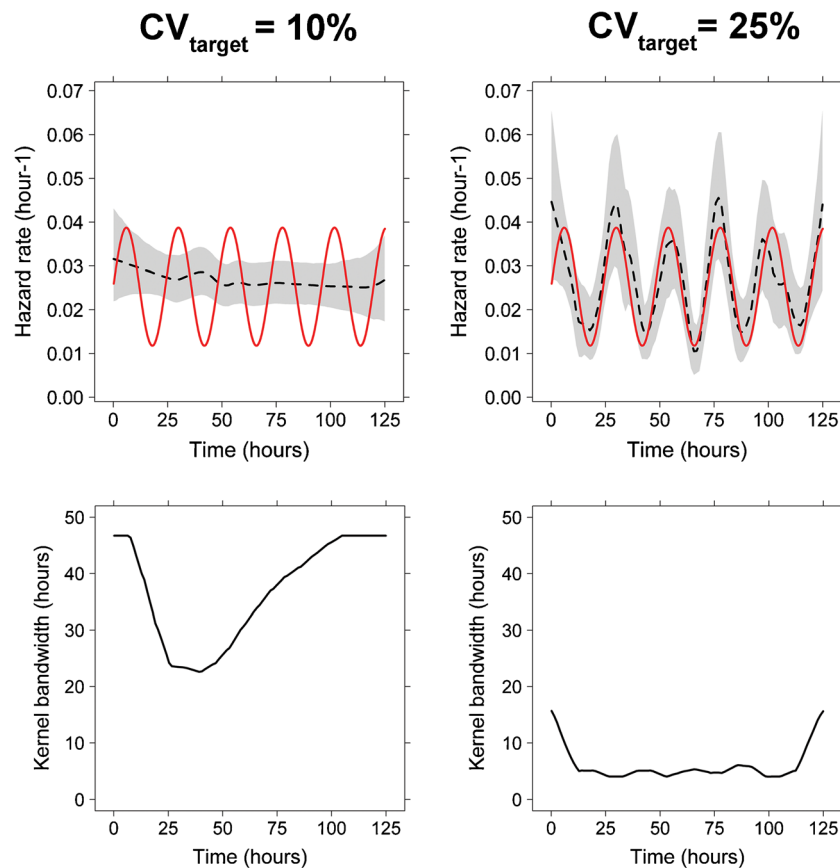 CVtarget = 10%
CVtarget = 25%
Hazard rate (hour-1)
0.07
0.06
0.05
0.04
0.03
0.02
0.01
0.00
0 25 50 75 100 125
Time (hours)
Hazard rate (hour-1)
0.07
0.06
0.05
0.04
0.03
0.02
0.01
0.00
0 25 50 75 100 125
Time (hours)
Kernel bandwidth (hours)
50
40
30
20
10
0
0 25 50 75 100 125
Time (hours)
Kernel bandwidth (hours)
50
40
30
20
10
0
0 25 50 75 100 125
Time (hours)